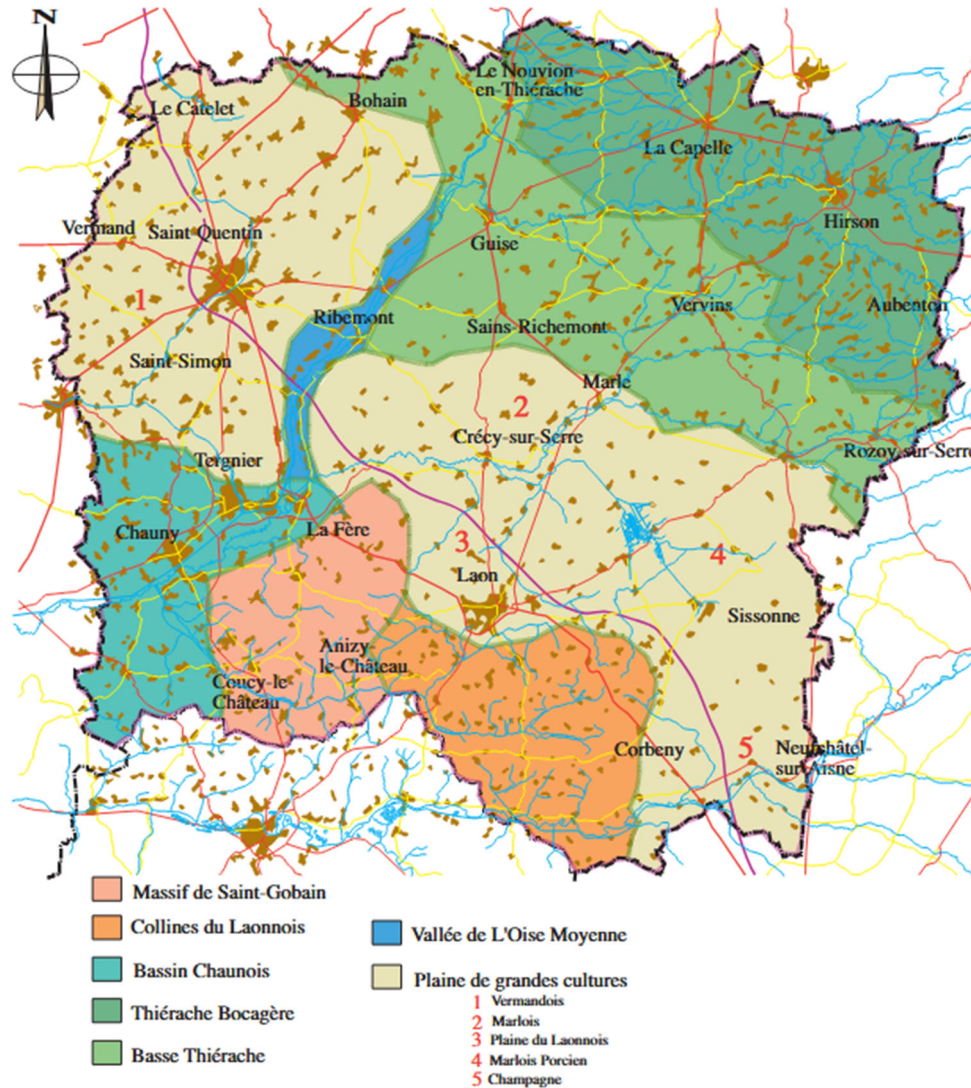 N
Le Nouvion-
en-Thiérache
Bohain
Le Catelet
La Capelle
Vermand
Saint Quentin
Hirson
Guise
1
Ribemont
Sains-Richemont
Vervins
Aubenton
Saint-Simon
Marle
2
Crécy-sur-Serre
Rozoy-sur-Serre
Tergnier
Chauny
La Fère
3
4
Laon
Sissonne
Anizy
le-Château
Coucy-le-
Château
Corbeny
5
Neufchâtel-
sur-Aisne
Massif de Saint-Gobain
Collines du Laonnois
Bassin Chaunois
Thiérache Bocagère
Basse Thiérache
Vallée de L'Oise Moyenne
Plaine de grandes cultures
1 Vermandois
2 Marlois
3 Plaine du Laonnois
4 Marlois Porcien
5 Champagne